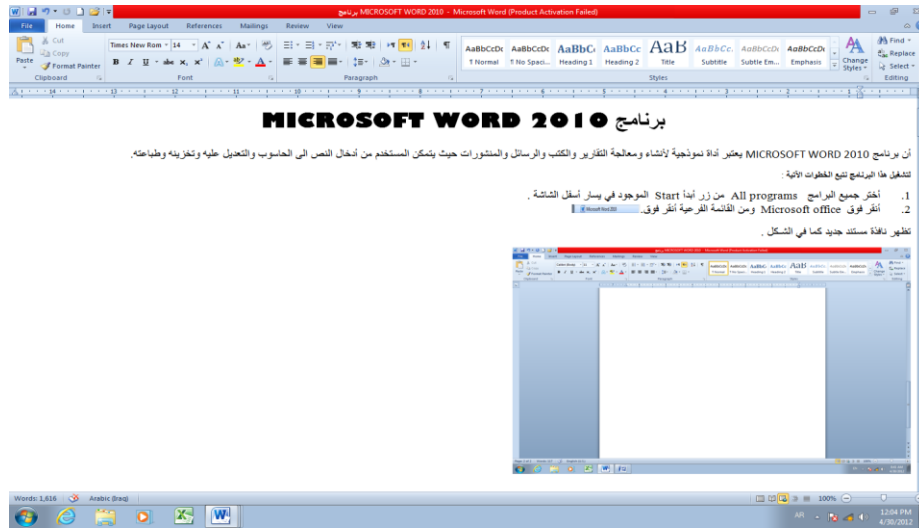 برنامج MICROSOFT WORD 2010 - Microsoft Word (Product Activation Failed)
File Home Insert Page Layout References Mailings Review View
Paste
Cut
Copy
Format Painter
Clipboard
Times New Rom 14
Font
Paragraph
AaBbCcDc AaBbCcDc AaBbC AaBbCc AaB AaBbCc. AaBbCcDi AaBbCcDi
¶ Normal ¶ No Spaci... Heading 1 Heading 2 Title Subtitle Subtle Em... Emphasis
Change Styles
Styles
Find
Replace
Select
Editing
برنامج MICROSOFT WORD 2010
أن برنامج MICROSOFT WORD 2010 يعتبر أداة نموذجية لأنشاء ومعالجة التقارير والكتب والرسائل والمنشورات حيث يتمكن المستخدم من أدخال النص الى الحاسوب والتعديل عليه وتخزينه وطباعته.
لتشغيل هذا البرنامج نتبع الخطوات الآتية :
1. أختر جميع البرامج All programs من زر أبدأ Start الموجود في يسار أسفل الشاشة .
2. أنقر فوق Microsoft office ومن القائمة الفرعية أنقر فوق.
تظهر نافذة مستند جديد كما في الشكل .
Words: 1,616 Arabic (Iraq) 100%
AR 12:04 PM
4/30/2012